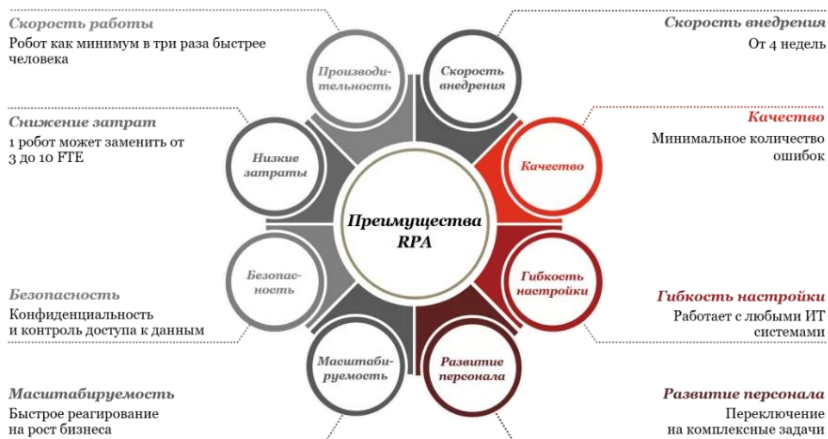 Скорость работы
Робот как минимум в три раза быстрее
человека
Снижение затрат
1 робот может заменить от
3 до 10 FTE
Безопасность
Конфиденциальность
и контроль доступа к данным
Масштабируемость
Быстрое реагирование
на рост бизнеса
Производи-
тельность
Скорость
внедрения
Низкие
затраты
Качество
Преимущества
RPA
Безопас-
ность
Гибкость
настройки
Масштаби-
руемость
Развитие
персонала
Скорость внедрения
От 4 недель
Качество
Минимальное количество
ошибок
Гибкость настройки
Работает с любыми ИТ
системами
Развитие персонала
Переключение
на комплексные задачи